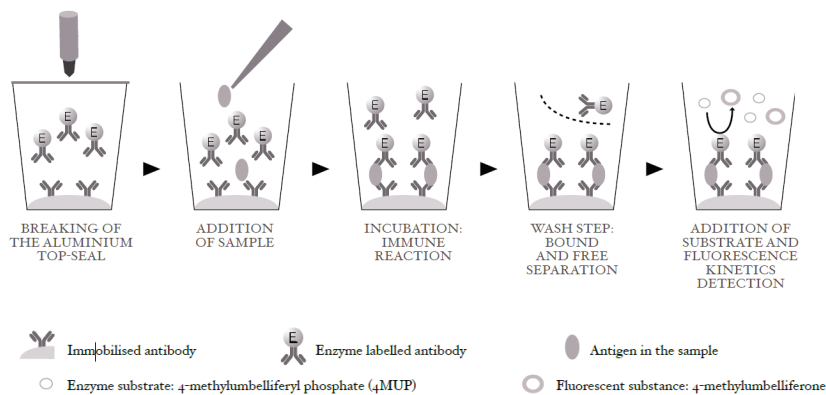 E E E
E E E
E E E E
E E E
E E
BREAKING OF
THE ALUMINIUM
TOP-SEAL
ADDITION
OF SAMPLE
INCUBATION:
IMMUNE
REACTION
WASH STEP:
BOUND
AND FREE
SEPARATION
ADDITION OF
SUBSTRATE AND
FLUORESCENCE
KINETICS
DETECTION
Immobilised antibody
E
Enzyme labelled antibody
Antigen in the sample
Enzyme substrate: 4-methylumbelliferyl phosphate (4MUP)
Fluorescent substance: 4-methylumbelliferone